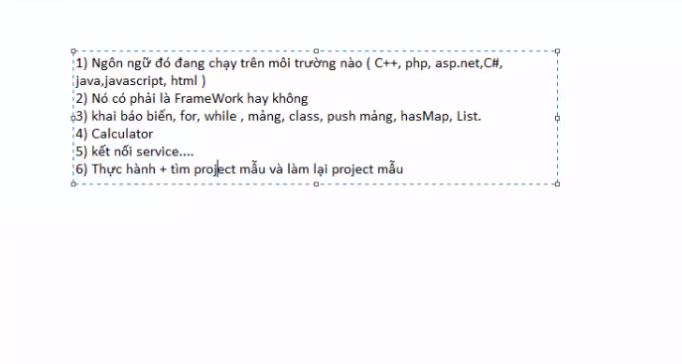 1) Ngôn ngữ đó đang chạy trên môi trường nào ( C++, php, asp.net,C#,
java,javascript, html )
2) Nó có phải là FrameWork hay không
3) khai báo biến, for, while , mảng, class, push mảng, hasMap, List.
4) Calculator
5) kết nối service....
6) Thực hành + tìm project mẫu và làm lại project mẫu